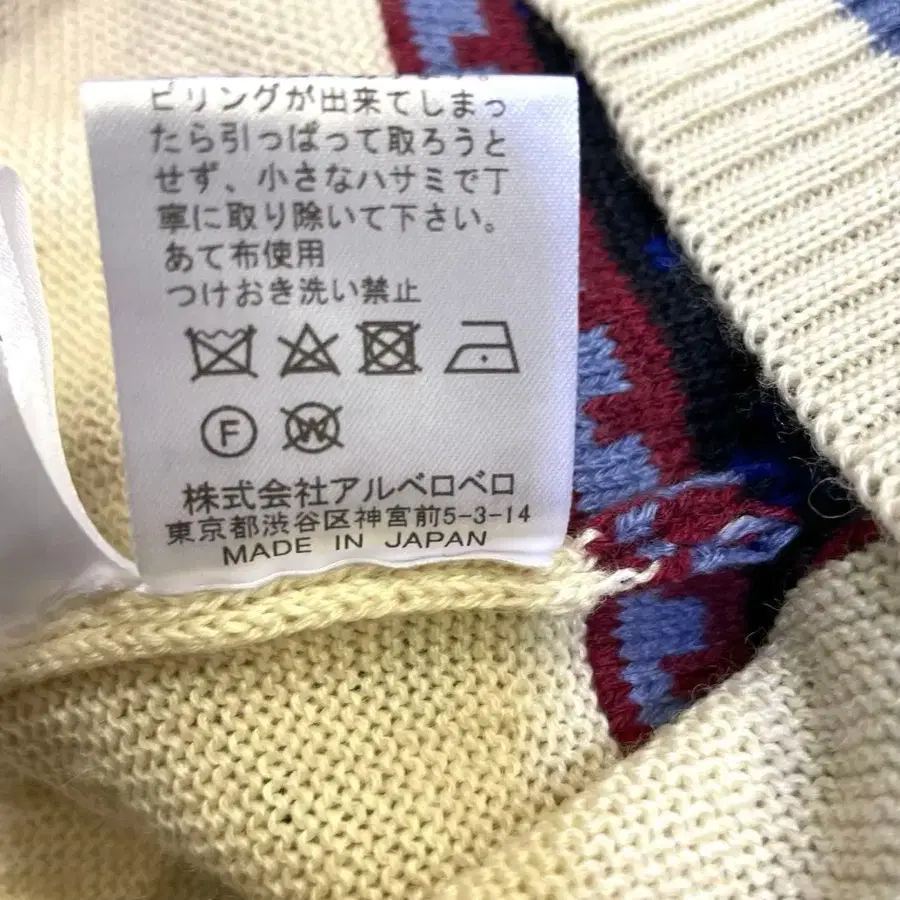 ピリングが出来てしまっ
たら引っぱって取ろうと
せず、小さなハサミで丁
寧に取り除いて下さい。
あて布使用
つけおき洗い禁止
F W
株式会社アルベロベロ
東京都渋谷区神宮前5-3-14
MADE IN JAPAN